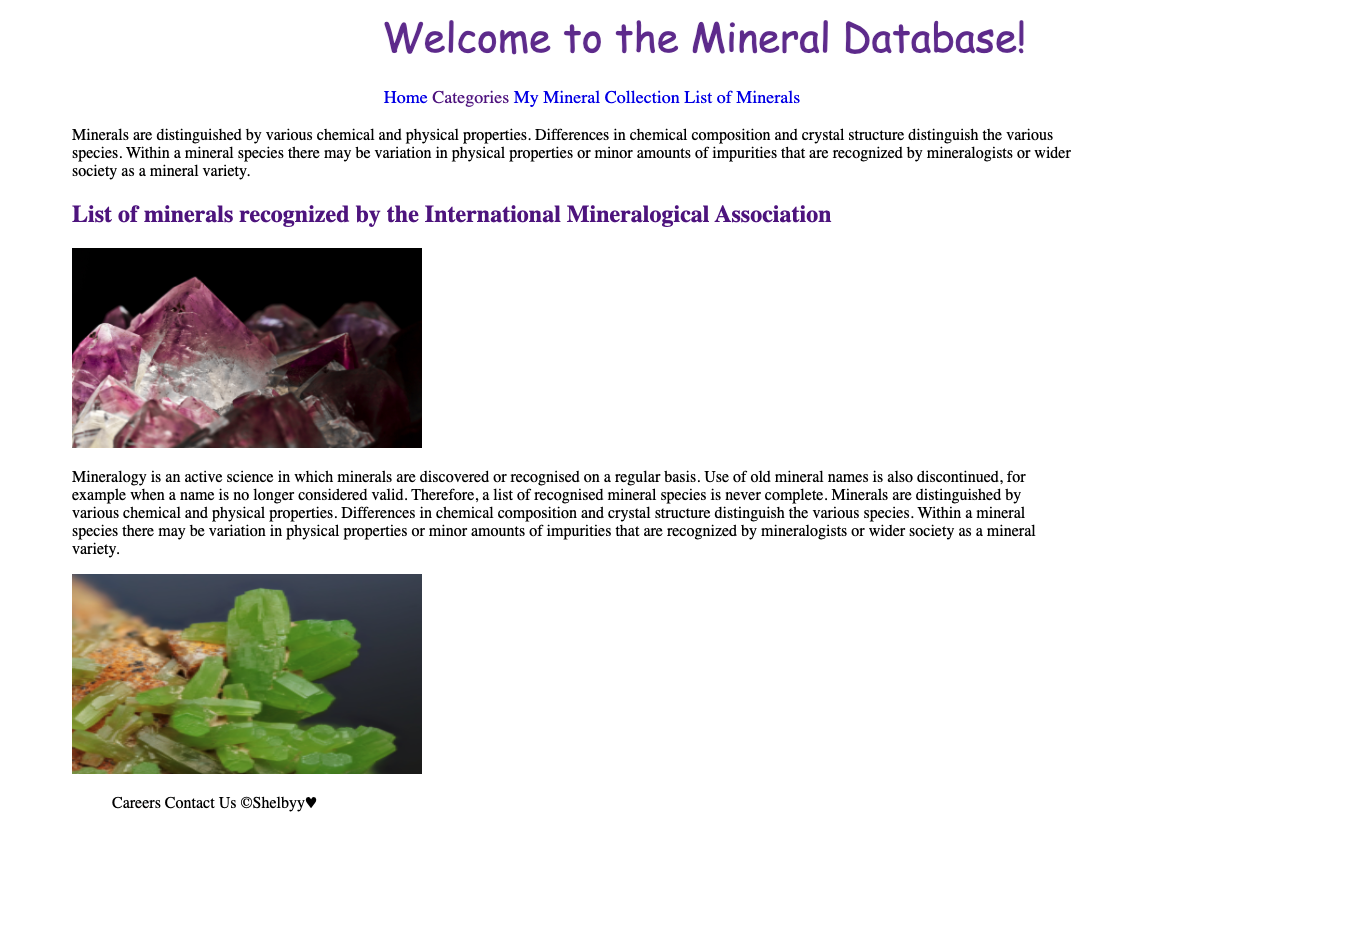 Welcome to the Mineral Database!
Home Categories My Mineral Collection List of Minerals
Minerals are distinguished by various chemical and physical properties. Differences in chemical composition and crystal structure distinguish the various
species. Within a mineral species there may be variation in physical properties or minor amounts of impurities that are recognized by mineralogists or wider
society as a mineral variety.
List of minerals recognized by the International Mineralogical Association
Mineralogy is an active science in which minerals are discovered or recognised on a regular basis. Use of old mineral names is also discontinued, for
example when a name is no longer considered valid. Therefore, a list of recognised mineral species is never complete. Minerals are distinguished by
various chemical and physical properties. Differences in chemical composition and crystal structure distinguish the various species. Within a mineral
species there may be variation in physical properties or minor amounts of impurities that are recognized by mineralogists or wider society as a mineral
variety.
Careers Contact Us ©Shelbyy♥